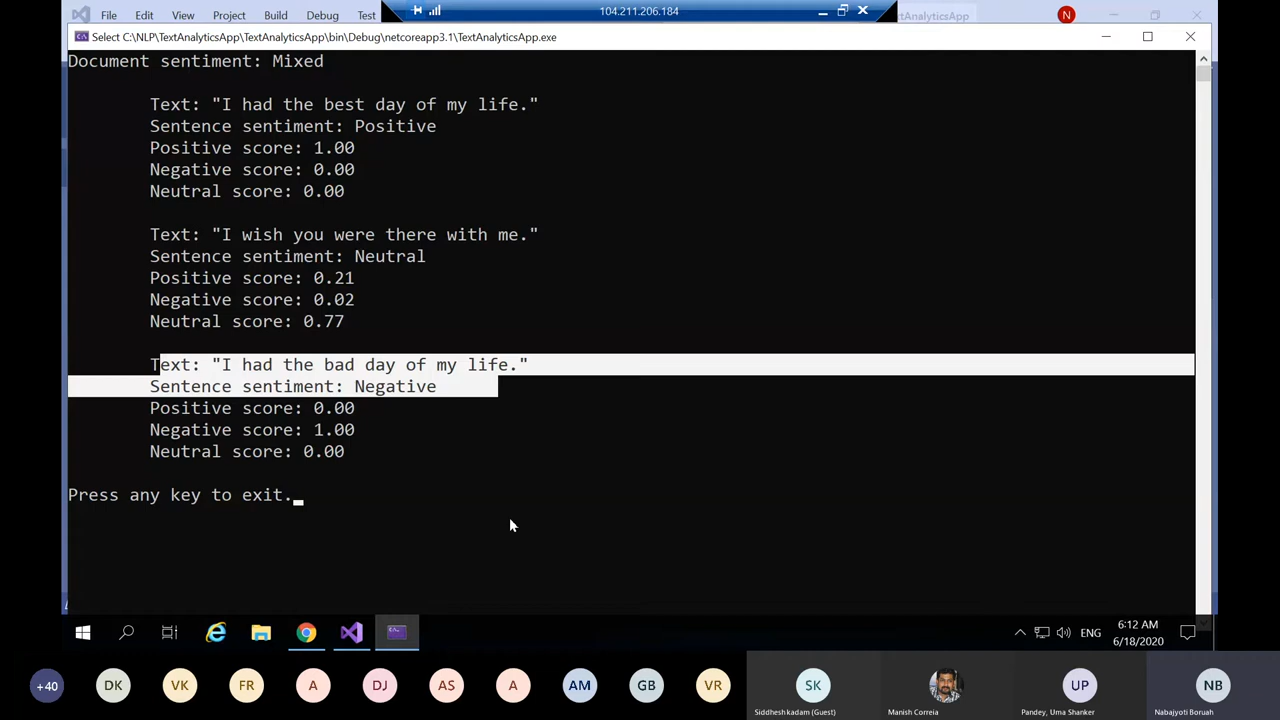 File Edit View Project Build Debug Test
104.211.206.184
tAnalyticsApp
N
Select C:\NLP\TextAnalyticsApp\TextAnalyticsApp\bin\Debug\netcoreapp3.1\TextAnalyticsApp.exe
Document sentiment: Mixed
Text: "I had the best day of my life."
Sentence sentiment: Positive
Positive score: 1.00
Negative score: 0.00
Neutral score: 0.00
Text: "I wish you were there with me."
Sentence sentiment: Neutral
Positive score: 0.21
Negative score: 0.02
Neutral score: 0.77
Text: "I had the bad day of my life."
Sentence sentiment: Negative
Positive score: 0.00
Negative score: 1.00
Neutral score: 0.00
Press any key to exit.
ENG
6:12 AM
6/18/2020
+40 DK VK FR A DJ AS A AM GB VR SK UP NB
Siddhesh kadam (Guest) Manish Correia Pandey, Uma Shanker Nabajyoti Boruah